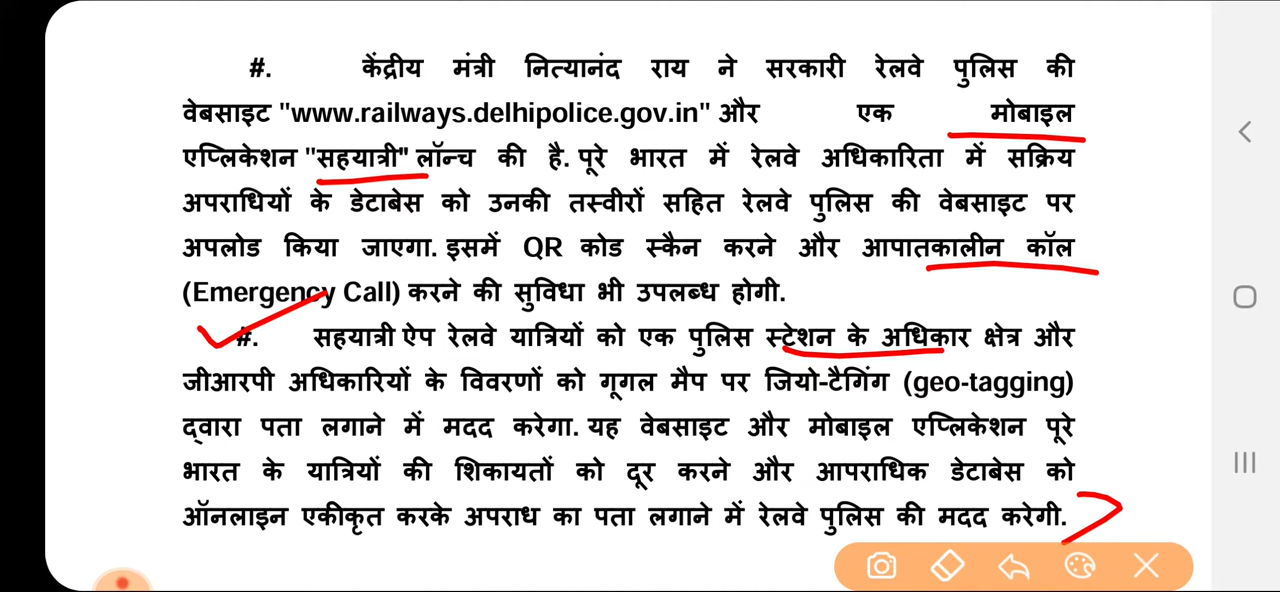 #. केंद्रीय मंत्री नित्यानंद राय ने सरकारी रेलवे पुलिस की
वेबसाइट "www.railways.delhipolice.gov.in" और एक मोबाइल
एप्लिकेशन "सहयात्री" लॉन्च की है. पूरे भारत में रेलवे अधिकारिता में सक्रिय
अपराधियों के डेटाबेस को उनकी तस्वीरों सहित रेलवे पुलिस की वेबसाइट पर
अपलोड किया जाएगा. इसमें QR कोड स्कैन करने और आपातकालीन कॉल
(Emergency Call) करने की सुविधा भी उपलब्ध होगी.
#. सहयात्री ऐप रेलवे यात्रियों को एक पुलिस स्टेशन के अधिकार क्षेत्र और
जीआरपी अधिकारियों के विवरणों को गूगल मैप पर जियो-टैगिंग (geo-tagging)
द्वारा पता लगाने में मदद करेगा. यह वेबसाइट और मोबाइल एप्लिकेशन पूरे
भारत के यात्रियों की शिकायतों को दूर करने और आपराधिक डेटाबेस को
ऑनलाइन एकीकृत करके अपराध का पता लगाने में रेलवे पुलिस की मदद करेगी.